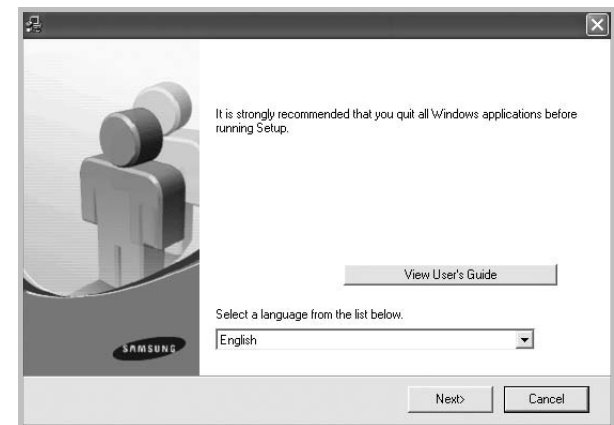 It is strongly recommended that you quit all Windows applications before
running Setup.
View User's Guide
Select a language from the list below.
English
SAMSUNG
Next>
Cancel